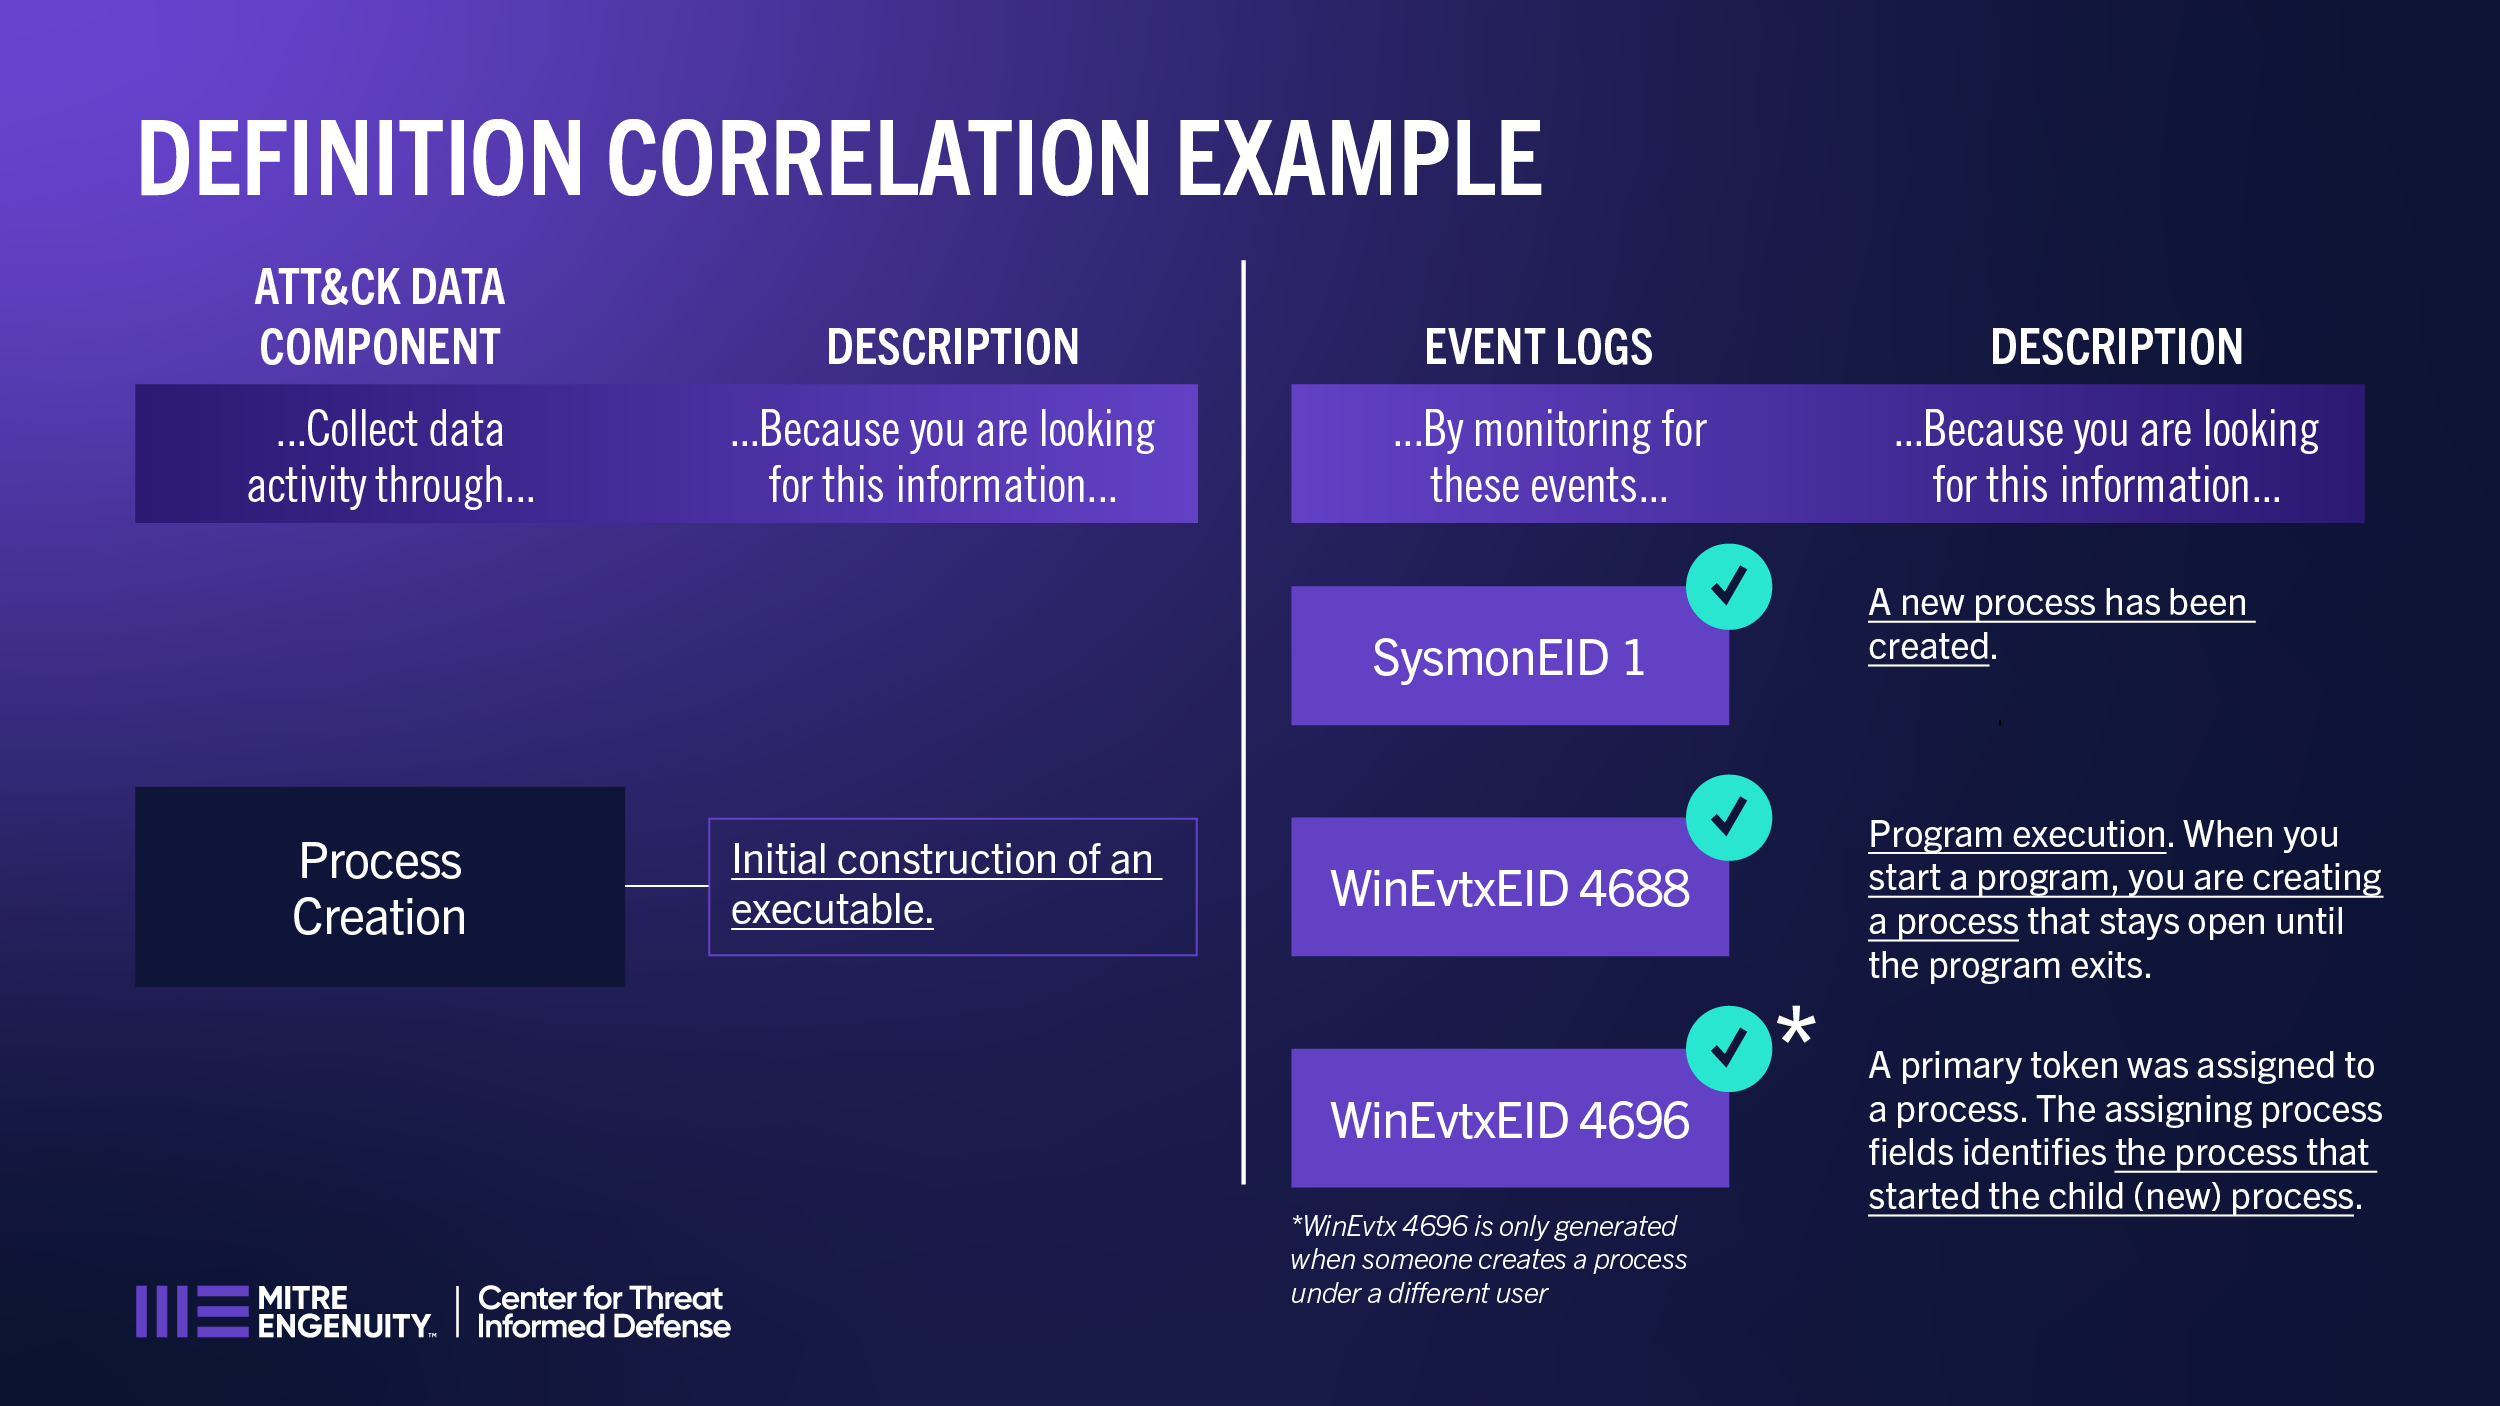 DEFINITION CORRELATION EXAMPLE
ATT&CK DATA
COMPONENT
DESCRIPTION
...Collect data
activity through...
...Because you are looking
for this information...
Process
Creation
Initial construction of an
executable.
EVENT LOGS
DESCRIPTION
...By monitoring for
these events...
...Because you are looking
for this information...
SysmonEID 1
A new process has been
created.
WinEvtxEID 4688
Program execution. When you
start a program, you are creating
a process that stays open until
the program exits.
WinEvtxEID 4696
*
A primary token was assigned to
a process. The assigning process
fields identifies the process that
started the child (new) process.
*WinEvtx 4696 is only generated
when someone creates a process
under a different user
MITRE
ENGENUITY™
Center for Threat
Informed Defense